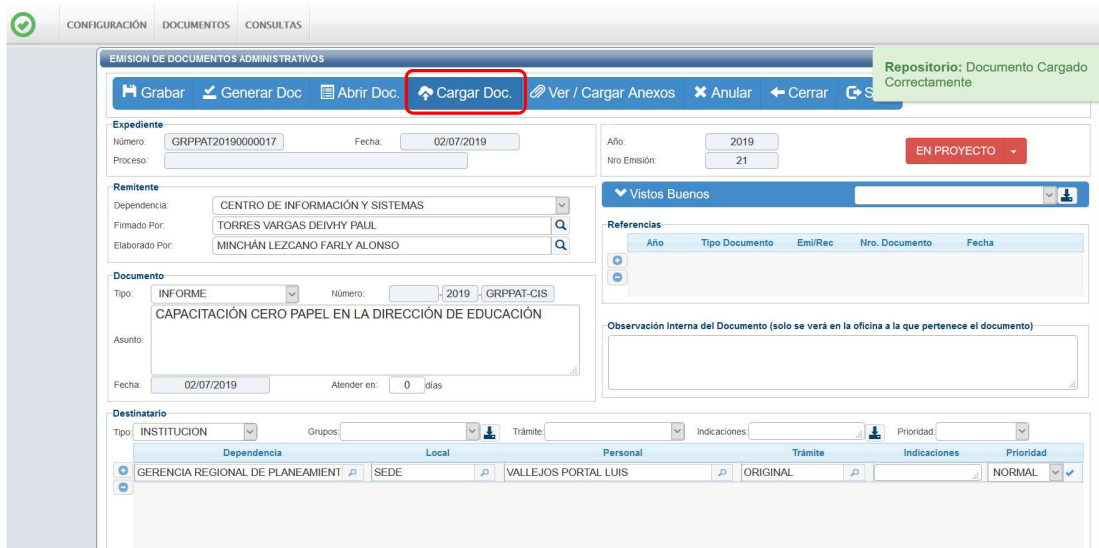 CONFIGURACIÓN DOCUMENTOS CONSULTAS
EMISION DE DOCUMENTOS ADMINISTRATIVOS
Repositorio: Documento Cargado
Correctamente
Grabar Generar Doc Abrir Doc. Cargar Doc. Ver / Cargar Anexos Anular Cerrar S
Expediente
Número: GRPPAT20190000017 Fecha: 02/07/2019
Proceso:
Año: 2019
Nro Emisión: 21
EN PROYECTO
Remitente
Dependencia: CENTRO DE INFORMACIÓN Y SISTEMAS
Firmado Por: TORRES VARGAS DEIVHY PAUL
Elaborado Por: MINCHÁN LEZCANO FARLY ALONSO
Vistos Buenos
Referencias
Año Tipo Documento Emi/Rec Nro. Documento Fecha
Documento
Tipo: INFORME Número: - 2019 - GRPPAT-CIS
Asunto: CAPACITACIÓN CERO PAPEL EN LA DIRECCIÓN DE EDUCACIÓN
Fecha: 02/07/2019 Atender en: 0 días
Observación Interna del Documento (solo se verá en la oficina a la que pertenece el documento)
Destinatario
Tipo: INSTITUCION Grupos: Trámite: Indicaciones: Prioridad:
Dependencia Local Personal Trámite Indicaciones Prioridad
GERENCIA REGIONAL DE PLANEAMIENT SEDE VALLEJOS PORTAL LUIS ORIGINAL NORMAL